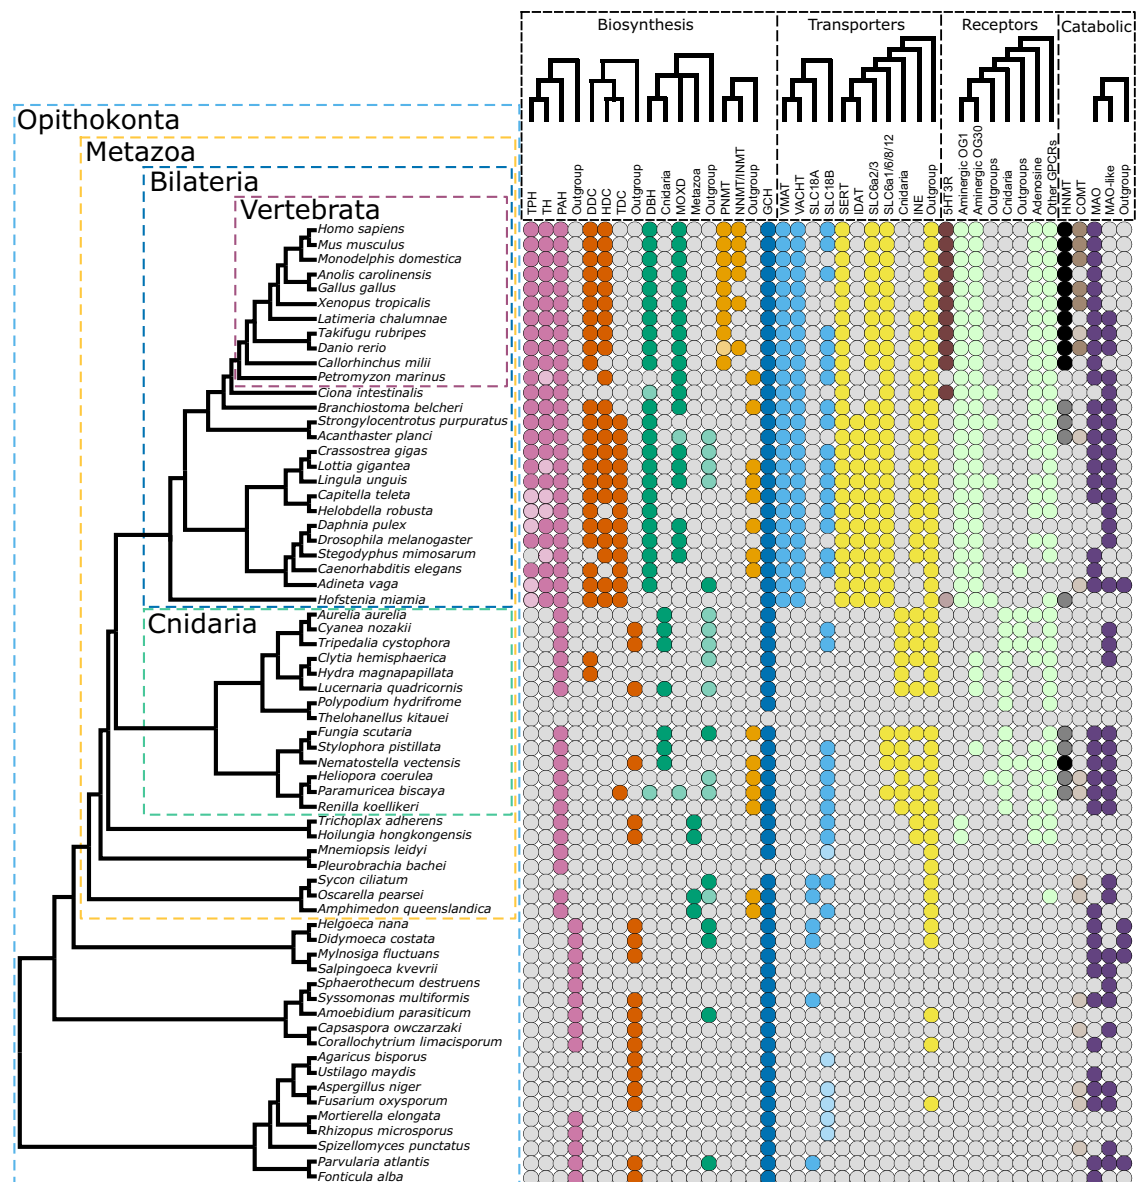 Biosynthesis
Transporters
Receptors
Catabolic
Opithokonta
Metazoa
Bilateria
Vertebrata
Cnidaria
TPH
TH
PAH
Outgroup
DDC
HDC
TDC
Outgroup
DBH
Cnidaria
MOXD
Metazoa
Outgroup
PNMT
NNMT/INMT
Outgroup
GCH
VMAT
VACHT
SLC18A
SLC18B
SERT
IDAT
SLC6a2/3
SLC6a1/6/8/12
Cnidaria
INE
Outgroup
5HT3R
Aminergic OG1
Aminergic OG30
Outgroups
Cnidaria
Outgroups
Adenosine
Other GPCRs
HNMT
COMT
MAO
MAO-like
Outgroup
Homo sapiens
Mus musculus
Monodelphis domestica
Anolis carolinensis
Gallus gallus
Xenopus tropicalis
Latimeria chalumnae
Takifugu rubripes
Danio rerio
Callorhinchus milii
Petromyzon marinus
Ciona intestinalis
Branchiostoma belcheri
Strongylocentrotus purpuratus
Acanthaster planci
Crassostrea gigas
Lottia gigantea
Lingula unguis
Capitella teleta
Helobdella robusta
Daphnia pulex
Drosophila melanogaster
Stegodyphus mimosarum
Caenorhabditis elegans
Adineta vaga
Hofstenia miamia
Aurelia aurelia
Cyanea nozakii
Tripedalia cystophora
Clytia hemisphaerica
Hydra magnapapillata
Lucernaria quadricornis
Polypodium hydriforme
Thelohanellus kitauei
Fungia scutaria
Stylophora pistillata
Nematostella vectensis
Heliopora coerulea
Paramuricea biscaya
Renilla koellikeri
Trichoplax adherens
Hoilungia hongkongensis
Mnemiopsis leidyi
Pleurobrachia bachei
Sycon ciliatum
Oscarella pearsei
Amphimedon queenslandica
Helgoeca nana
Didymoeca costata
Mylnosiga fluctuans
Salpingoeca kvevrii
Sphaerothecum destruens
Syssomonas multiformis
Amoebidium parasiticum
Capsaspora owczarzaki
Corallochytrium limacisporum
Agaricus bisporus
Ustilago maydis
Aspergillus niger
Fusarium oxysporum
Mortierella elongata
Rhizopus microsporus
Spizellomyces punctatus
Parvularia atlantis
Fonticula alba